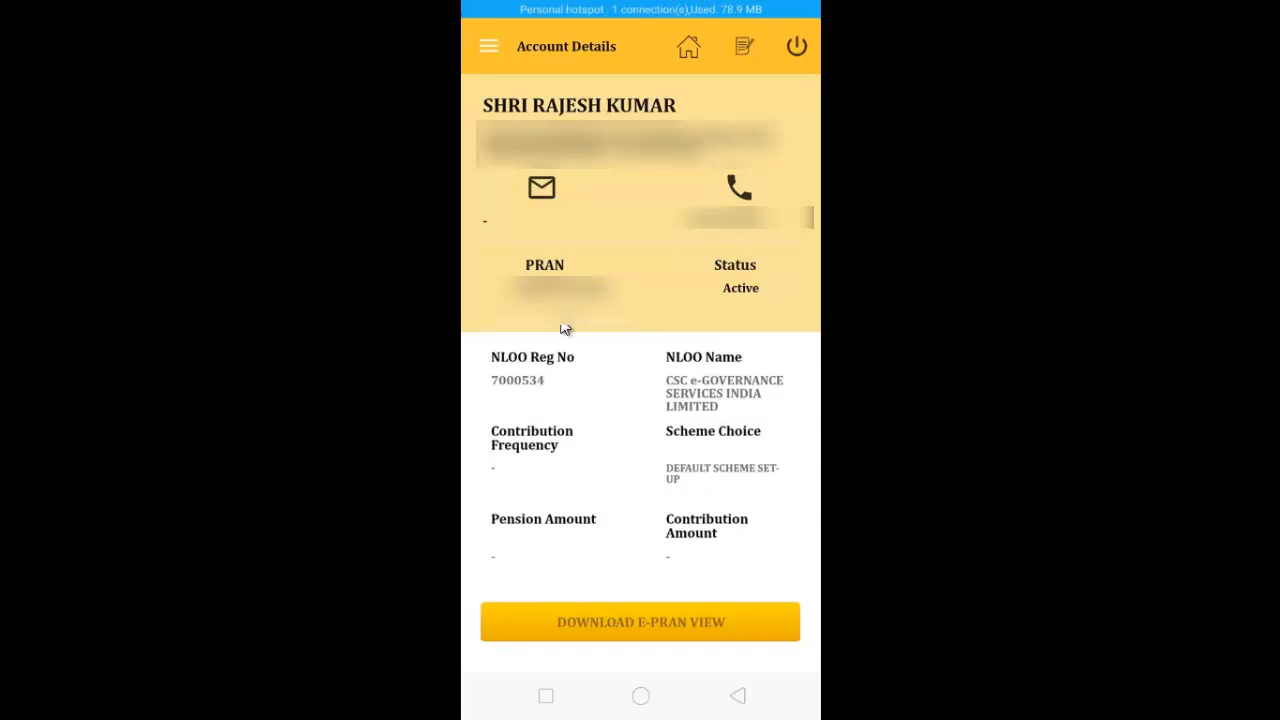 Personal hotspot : 1 connection(s),Used 78.9 MB
Account Details
SHRI RAJESH KUMAR
-
PRAN
Status
Active
NLOO Reg No
NLOO Name
7000534
CSC e-GOVERNANCE
SERVICES INDIA
LIMITED
Contribution
Frequency
Scheme Choice
-
DEFAULT SCHEME SET-
UP
Pension Amount
Contribution
Amount
-
-
DOWNLOAD E-PRAN VIEW